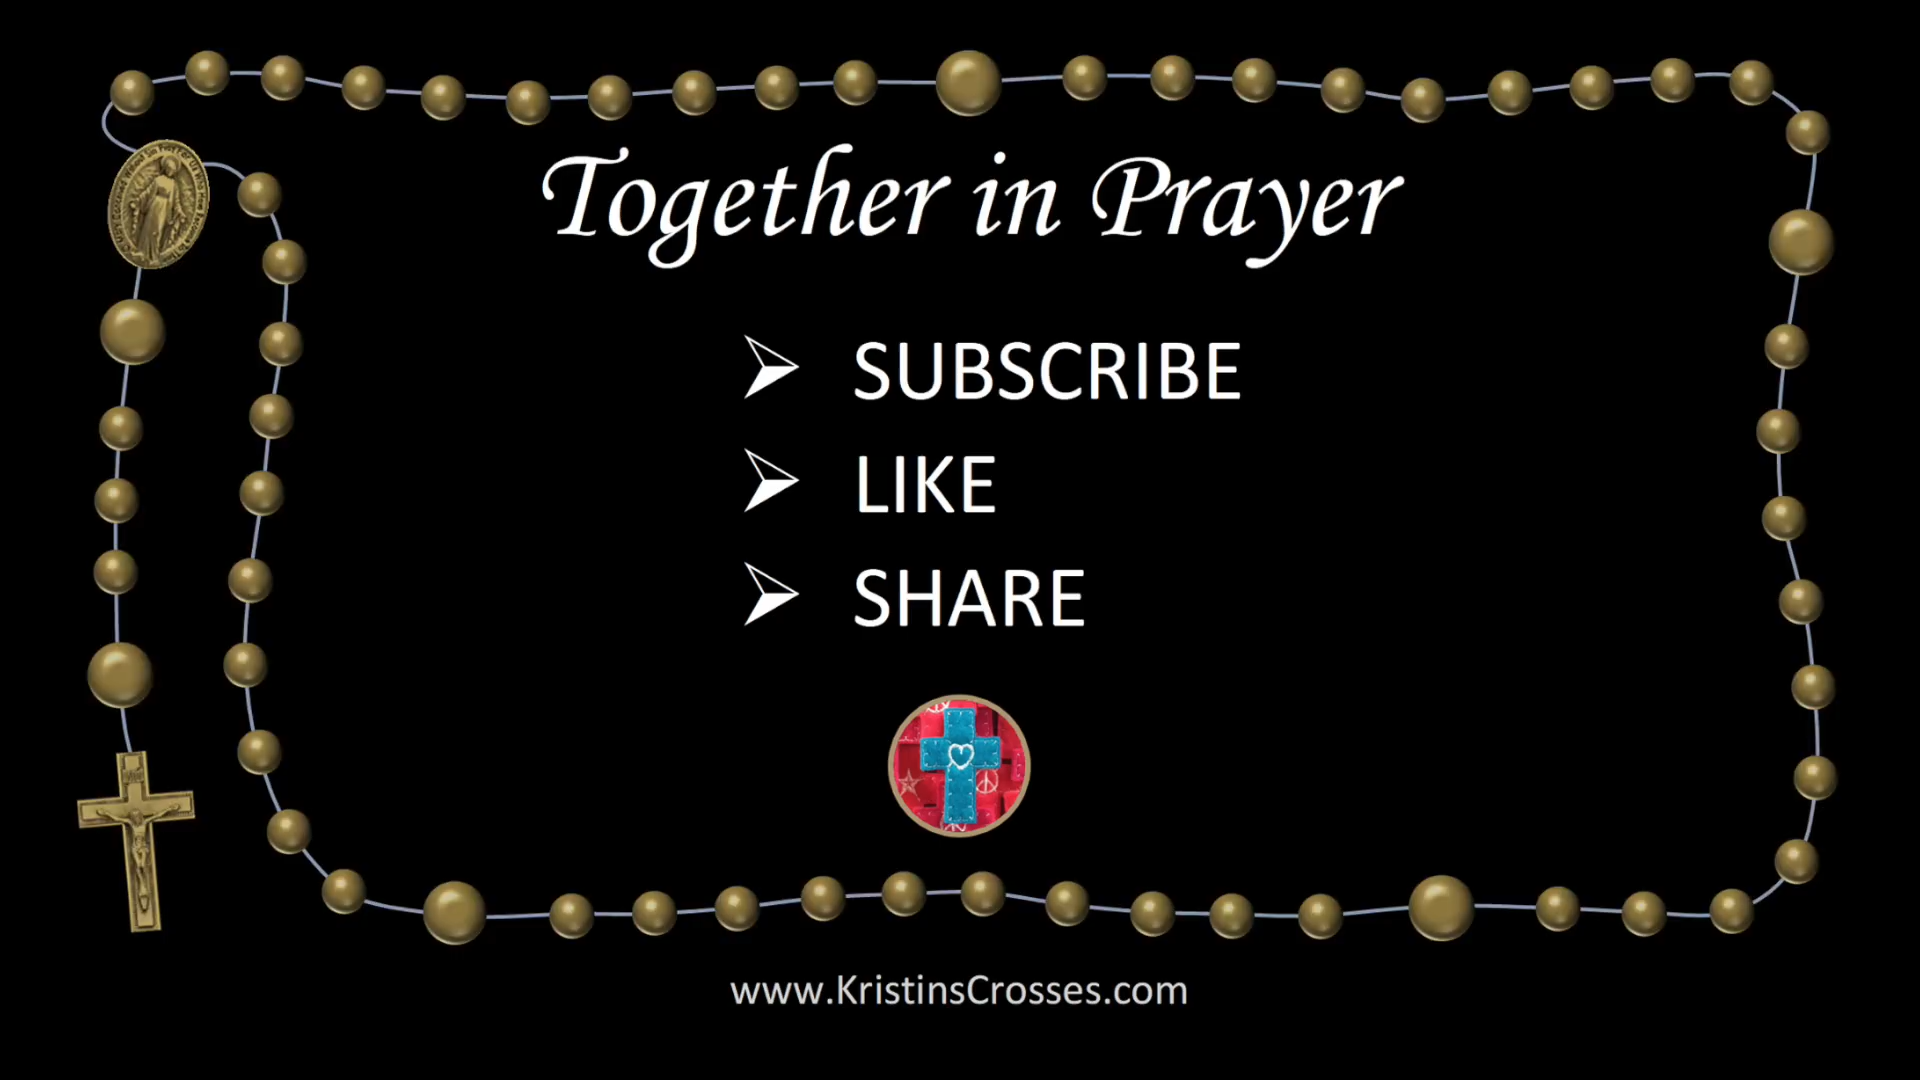 Together in Prayer
SUBSCRIBE
LIKE
SHARE
www.KristinsCrosses.com